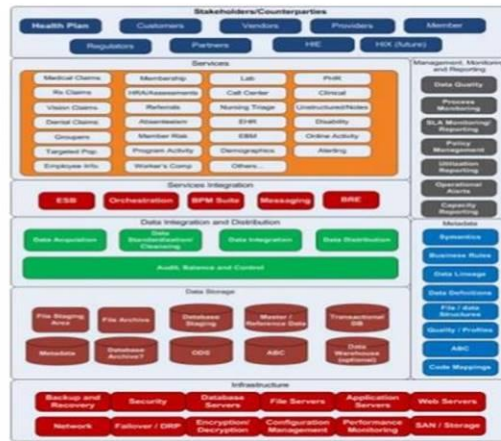 Stakeholders/Counterparties
Health Plan
Customers
Vendors
Providers
Member
Regulators
Partners
HIE
HIX (future)
Services
Medical Claims
Membership
Lab
PHR
Rx Claims
HRA/Assessments
Call Center
Clinical
Vision Claims
Referrals
Nursing Triage
Unstructured/Notes
Dental Claims
Absenteeism
EHR
Disability
Groupers
Member Risk
EBM
Online Activity
Targeted Pop.
Program Activity
Demographics
Alerting
Employee Info.
Worker's Comp
Others...
Management, Monitoring
and Reporting
Data Quality
Process
Monitoring
SLA Monitoring/
Reporting
Policy
Management
Utilization
Reporting
Operational
Alerts
Capacity
Reporting
Services Integration
ESB
Orchestration
BPM Suite
Messaging
BRE
Data Integration and Distribution
Data Acquisition
Data
Standardization/
Cleansing
Data Integration
Data Distribution
Audit, Balance and Control
Metadata
Symantics
Business Rules
Data Lineage
Data Definitions
File / data
structures
Quality / Profiles
ABC
Code Mappings
Data Storage
File Staging
Area
File Archive
Database
Staging
Master /
Reference Data
Transactional
DB
Metadata
Database
Archive?
ODS
ABC
Data
Warehouse
(optional)
Infrastructure
Backup and
Recovery
Security
Database
Servers
File Servers
Application
Servers
Web Servers
Network
Failover / DRP
Encryption/
Decryption
Configuration
Management
Performance
Monitoring
SAN / Storage